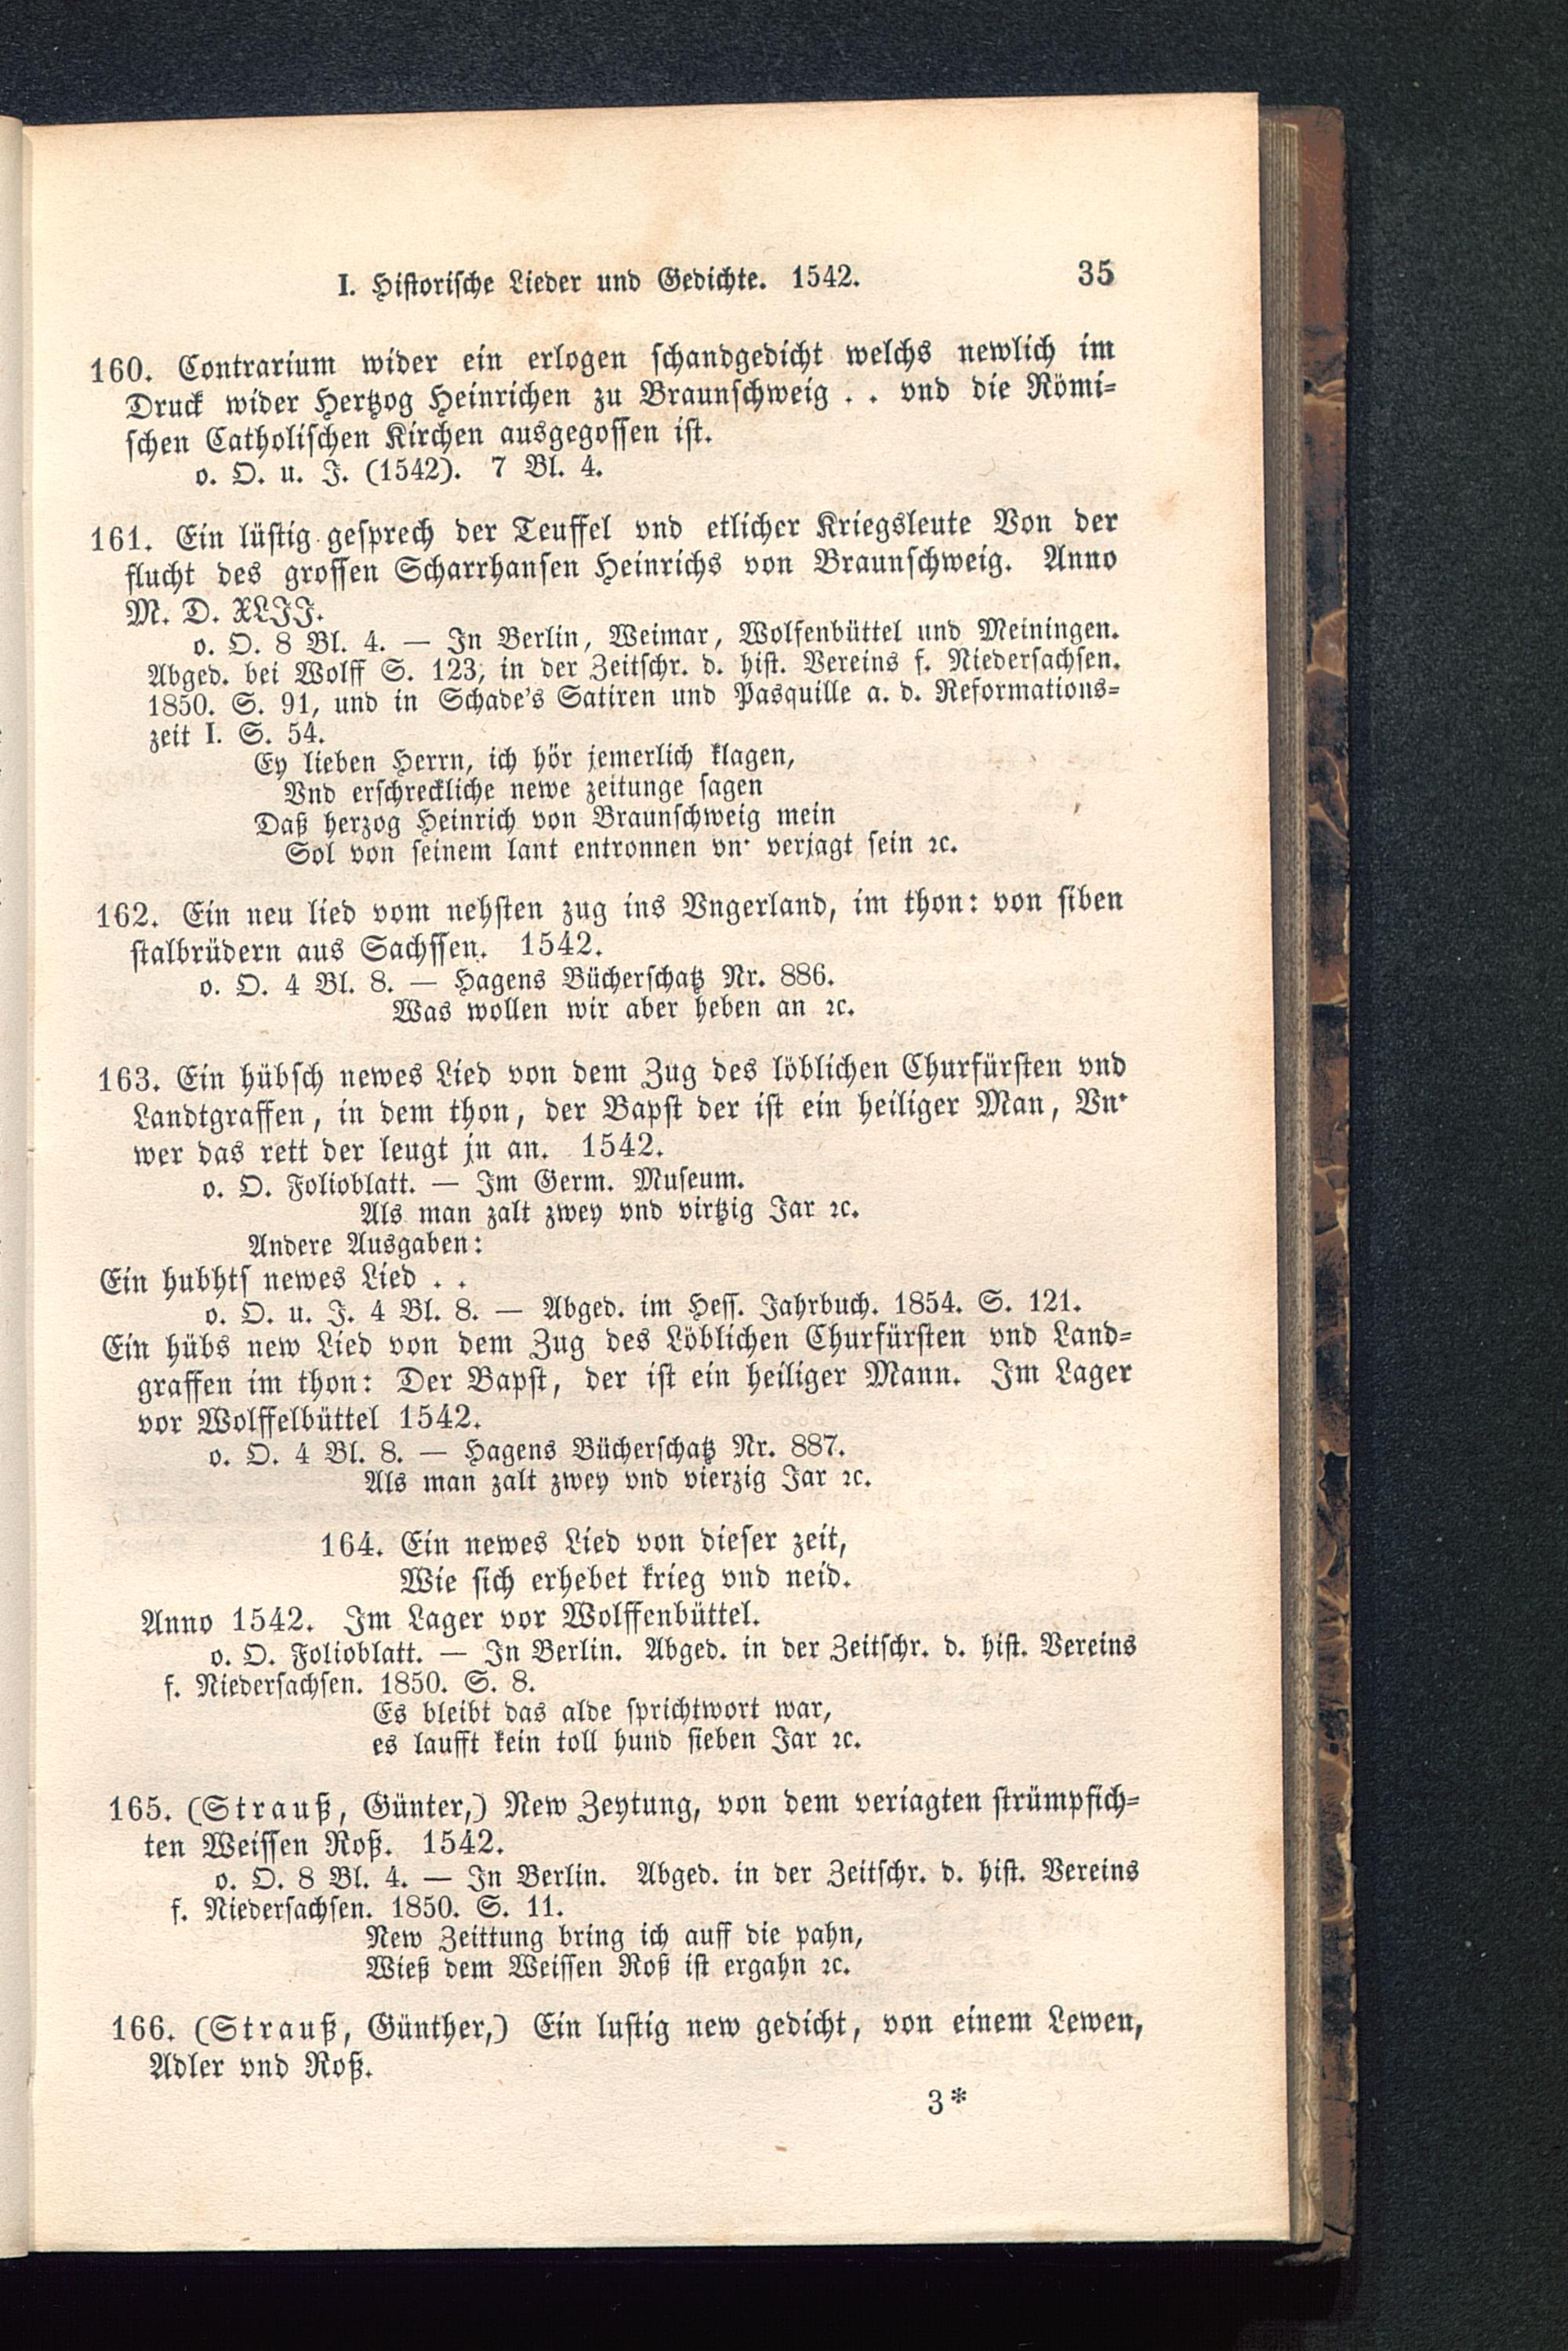 I. Historische Lieder und Gedichte. 1542. 35
160. Contrarium wider ein erlogen schandgedicht welchs newlich im
Druck wider Hertzog Heinrichen zu Braunschweig . . vnd die Römi-
schen Catholischen Kirchen ausgegossen ist.
o. O. u. J. (1542). 7 Bl. 4.
161. Ein lüstig gesprech der Teuffel vnd etlicher Kriegsleute Von der
flucht des grossen Scharrhansen Heinrichs von Braunschweig. Anno
M. D. XLJJ.
o. O. 8 Bl. 4. — In Berlin, Weimar, Wolfenbüttel und Meiningen.
Abged. bei Wolff S. 123, in der Zeitschr. d. hist. Vereins f. Niedersachsen.
1850. S. 91, und in Schade's Satiren und Pasquille a. d. Reformations-
zeit I. S. 54.
Ey lieben Herrn, ich hör jemerlich klagen,
Vnd erschreckliche newe zeitunge sagen
Daß herzog Heinrich von Braunschweig mein
Sol von seinem lant entronnen vn· verjagt sein ꝛc.
162. Ein neu lied vom nehsten zug ins Vngerland, im thon: von siben
stalbrüdern aus Sachssen. 1542.
o. O. 4 Bl. 8. — Hagens Bücherschatz Nr. 886.
Was wollen wir aber heben an ꝛc.
163. Ein hübsch newes Lied von dem Zug des löblichen Churfürsten vnd
Landtgraffen, in dem thon, der Bapst der ist ein heiliger Man, Vn·
wer das rett der leugt jn an. 1542.
o. O. Folioblatt. — Im Germ. Museum.
Als man zalt zwey vnd virtzig Jar ꝛc.
Andere Ausgaben:
Ein hubhts newes Lied . .
o. O. u. J. 4 Bl. 8. — Abged. im Hess. Jahrbuch. 1854. S. 121.
Ein hübs new Lied von dem Zug des Löblichen Churfürsten vnd Land-
graffen im thon: Der Bapst, der ist ein heiliger Mann. Im Lager
vor Wolffelbüttel 1542.
o. O. 4 Bl. 8. — Hagens Bücherschatz Nr. 887.
Als man zalt zwey vnd vierzig Jar ꝛc.
164. Ein newes Lied von dieser zeit,
Wie sich erhebet krieg vnd neid.
Anno 1542. Im Lager vor Wolffenbüttel.
o. O. Folioblatt. — In Berlin. Abged. in der Zeitschr. d. hist. Vereins
f. Niedersachsen. 1850. S. 8.
Es bleibt das alde sprichtwort war,
es laufft kein toll hund sieben Jar ꝛc.
165. (Strauß, Günter,) New Zeytung, von dem veriagten strümpfich-
ten Weissen Roß. 1542.
o. O. 8 Bl. 4. — In Berlin. Abged. in der Zeitschr. d. hist. Vereins
f. Niedersachsen. 1850. S. 11.
New Zeittung bring ich auff die pahn,
Wieß dem Weissen Roß ist ergahn ꝛc.
166. (Strauß, Günther,) Ein lustig new gedicht, von einem Lewen,
Adler vnd Roß.
3*